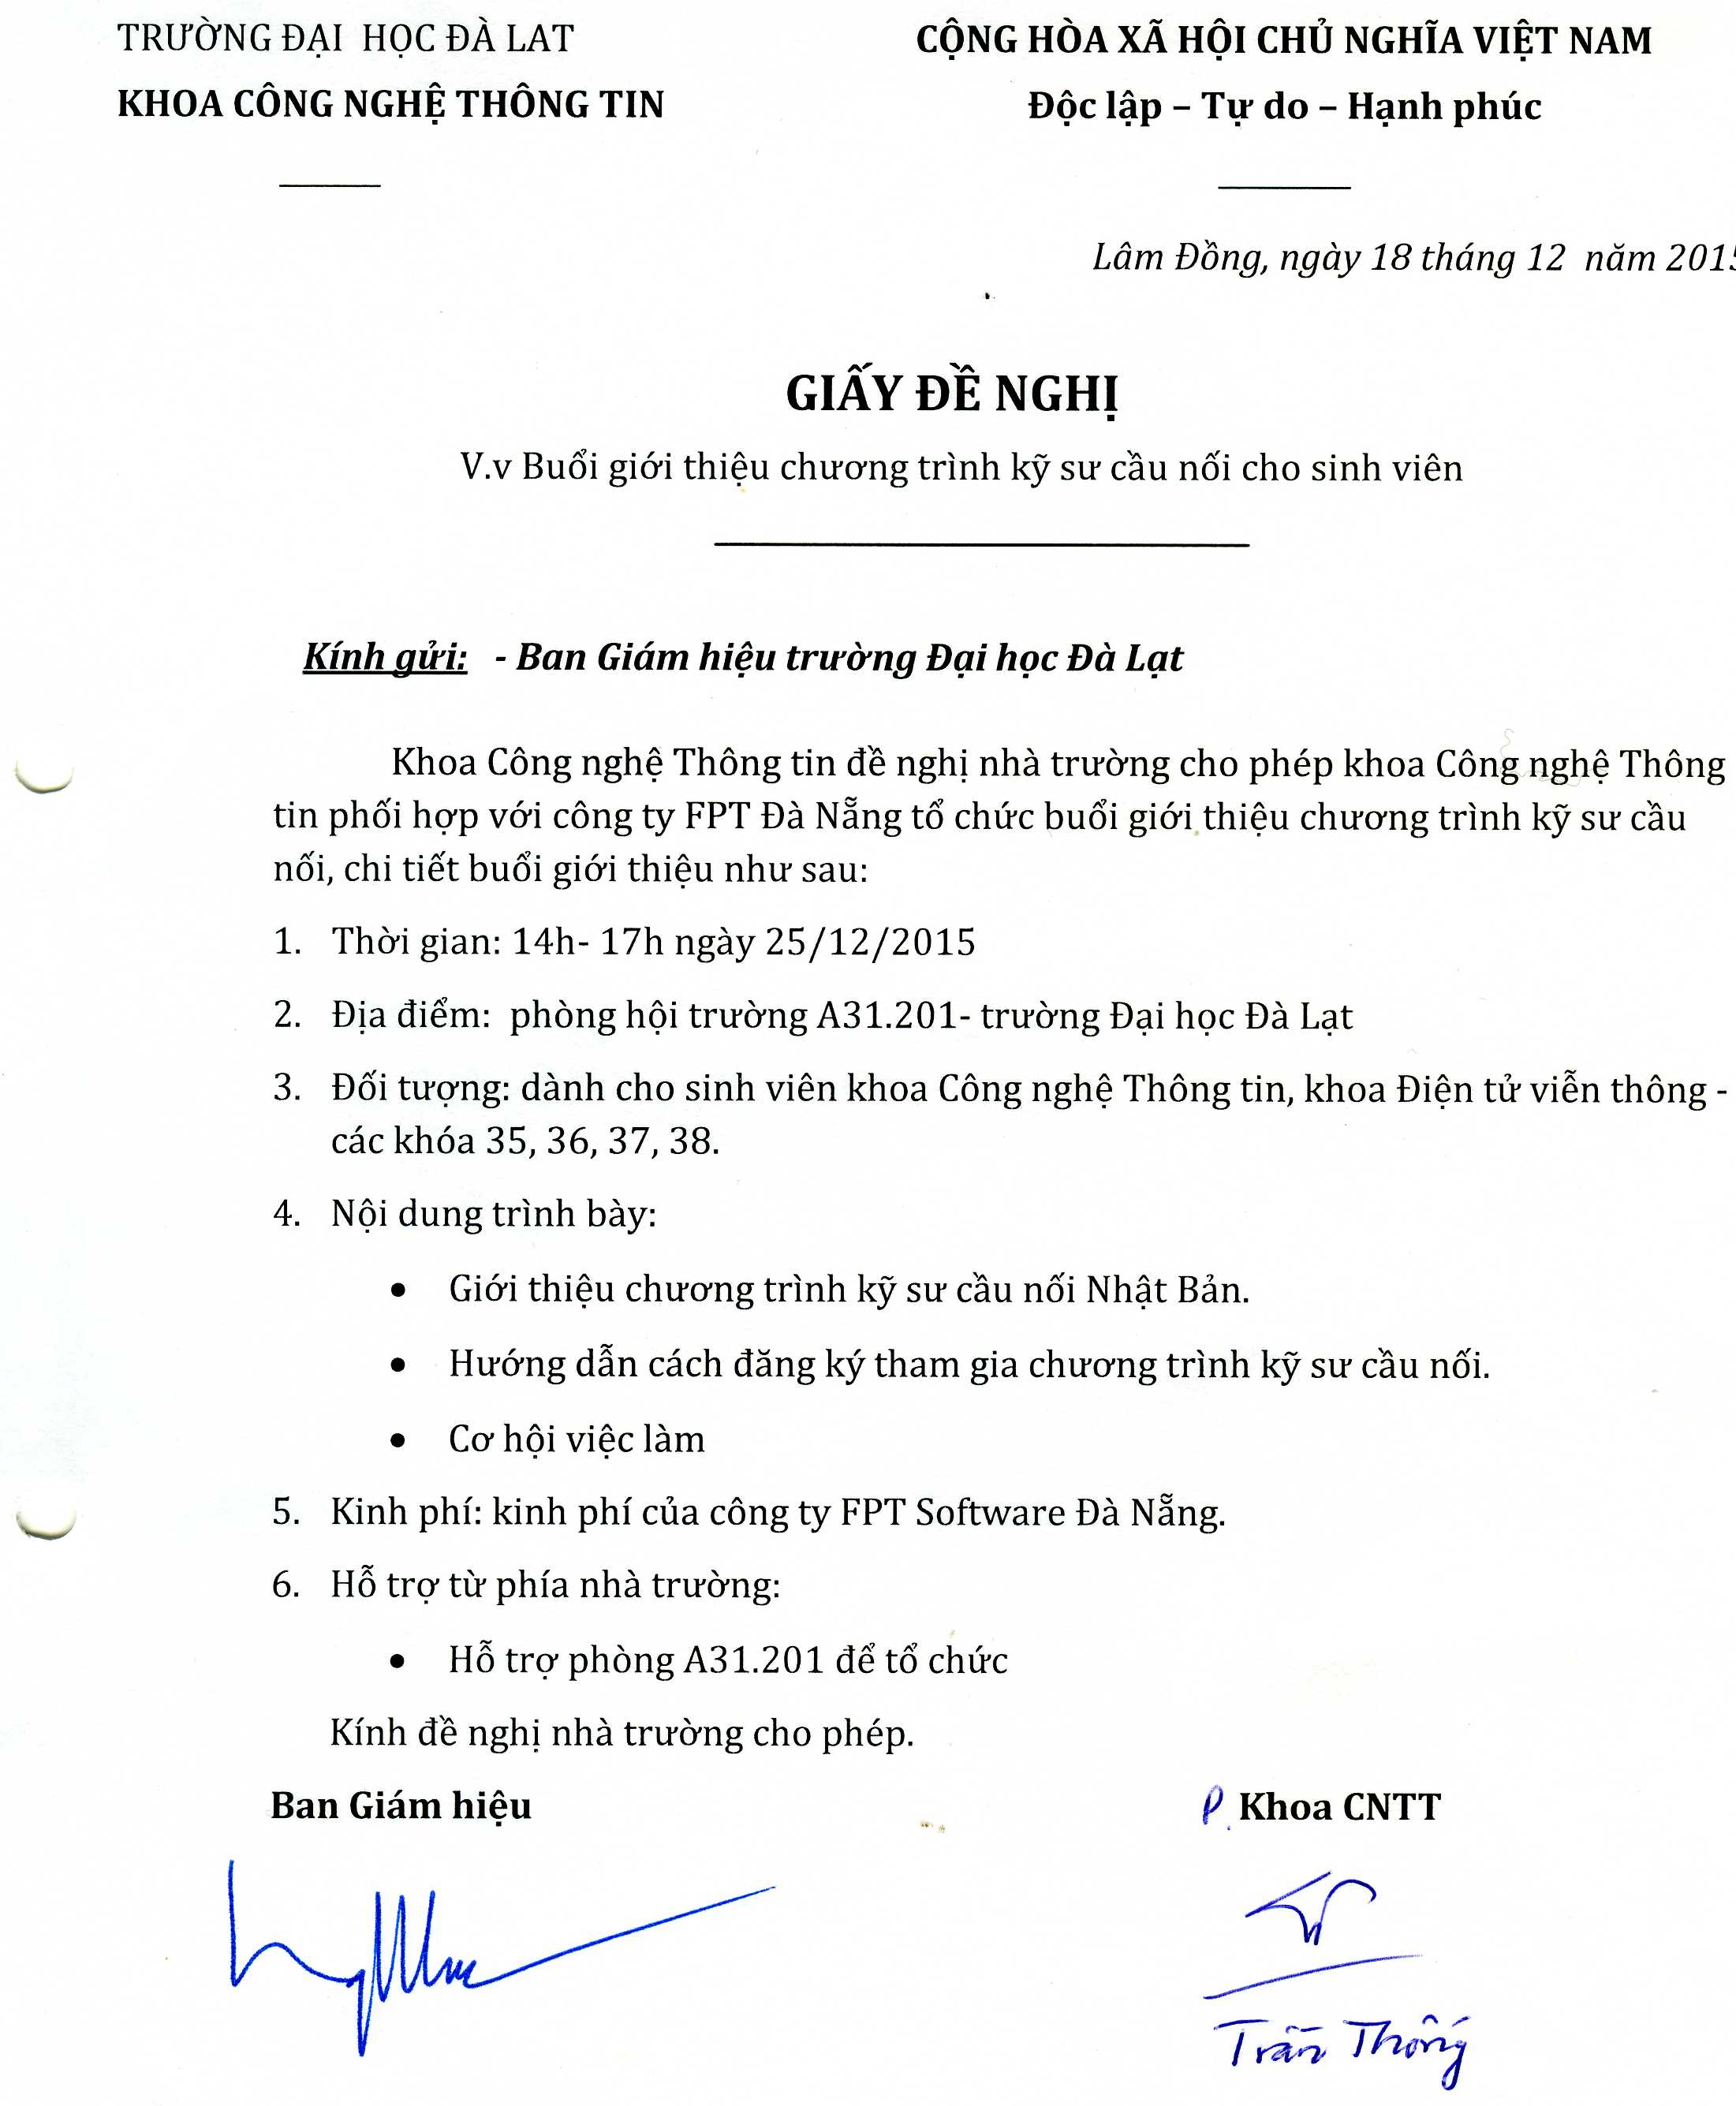 TRƯỜNG ĐẠI HỌC ĐÀ LAT
KHOA CÔNG NGHỆ THÔNG TIN
CỘNG HÒA XÃ HỘI CHỦ NGHĨA VIỆT NAM
Độc lập – Tự do – Hạnh phúc
Lâm Đồng, ngày 18 tháng 12 năm 2015
GIẤY ĐỀ NGHỊ
V.v Buổi giới thiệu chương trình kỹ sư cầu nối cho sinh viên
Kính gửi: - Ban Giám hiệu trường Đại học Đà Lạt
Khoa Công nghệ Thông tin đề nghị nhà trường cho phép khoa Công nghệ Thông
tin phối hợp với công ty FPT Đà Nẵng tổ chức buổi giới thiệu chương trình kỹ sư cầu
nối, chi tiết buổi giới thiệu như sau:
1. Thời gian: 14h- 17h ngày 25/12/2015
2. Địa điểm: phòng hội trường A31.201- trường Đại học Đà Lạt
3. Đối tượng: dành cho sinh viên khoa Công nghệ Thông tin, khoa Điện tử viễn thông -
các khóa 35, 36, 37, 38.
4. Nội dung trình bày:
• Giới thiệu chương trình kỹ sư cầu nối Nhật Bản.
• Hướng dẫn cách đăng ký tham gia chương trình kỹ sư cầu nối.
• Cơ hội việc làm
5. Kinh phí: kinh phí của công ty FPT Software Đà Nẵng.
6. Hỗ trợ từ phía nhà trường:
• Hỗ trợ phòng A31.201 để tổ chức
Kính đề nghị nhà trường cho phép.
Ban Giám hiệu
P. Khoa CNTT
Trần Thống